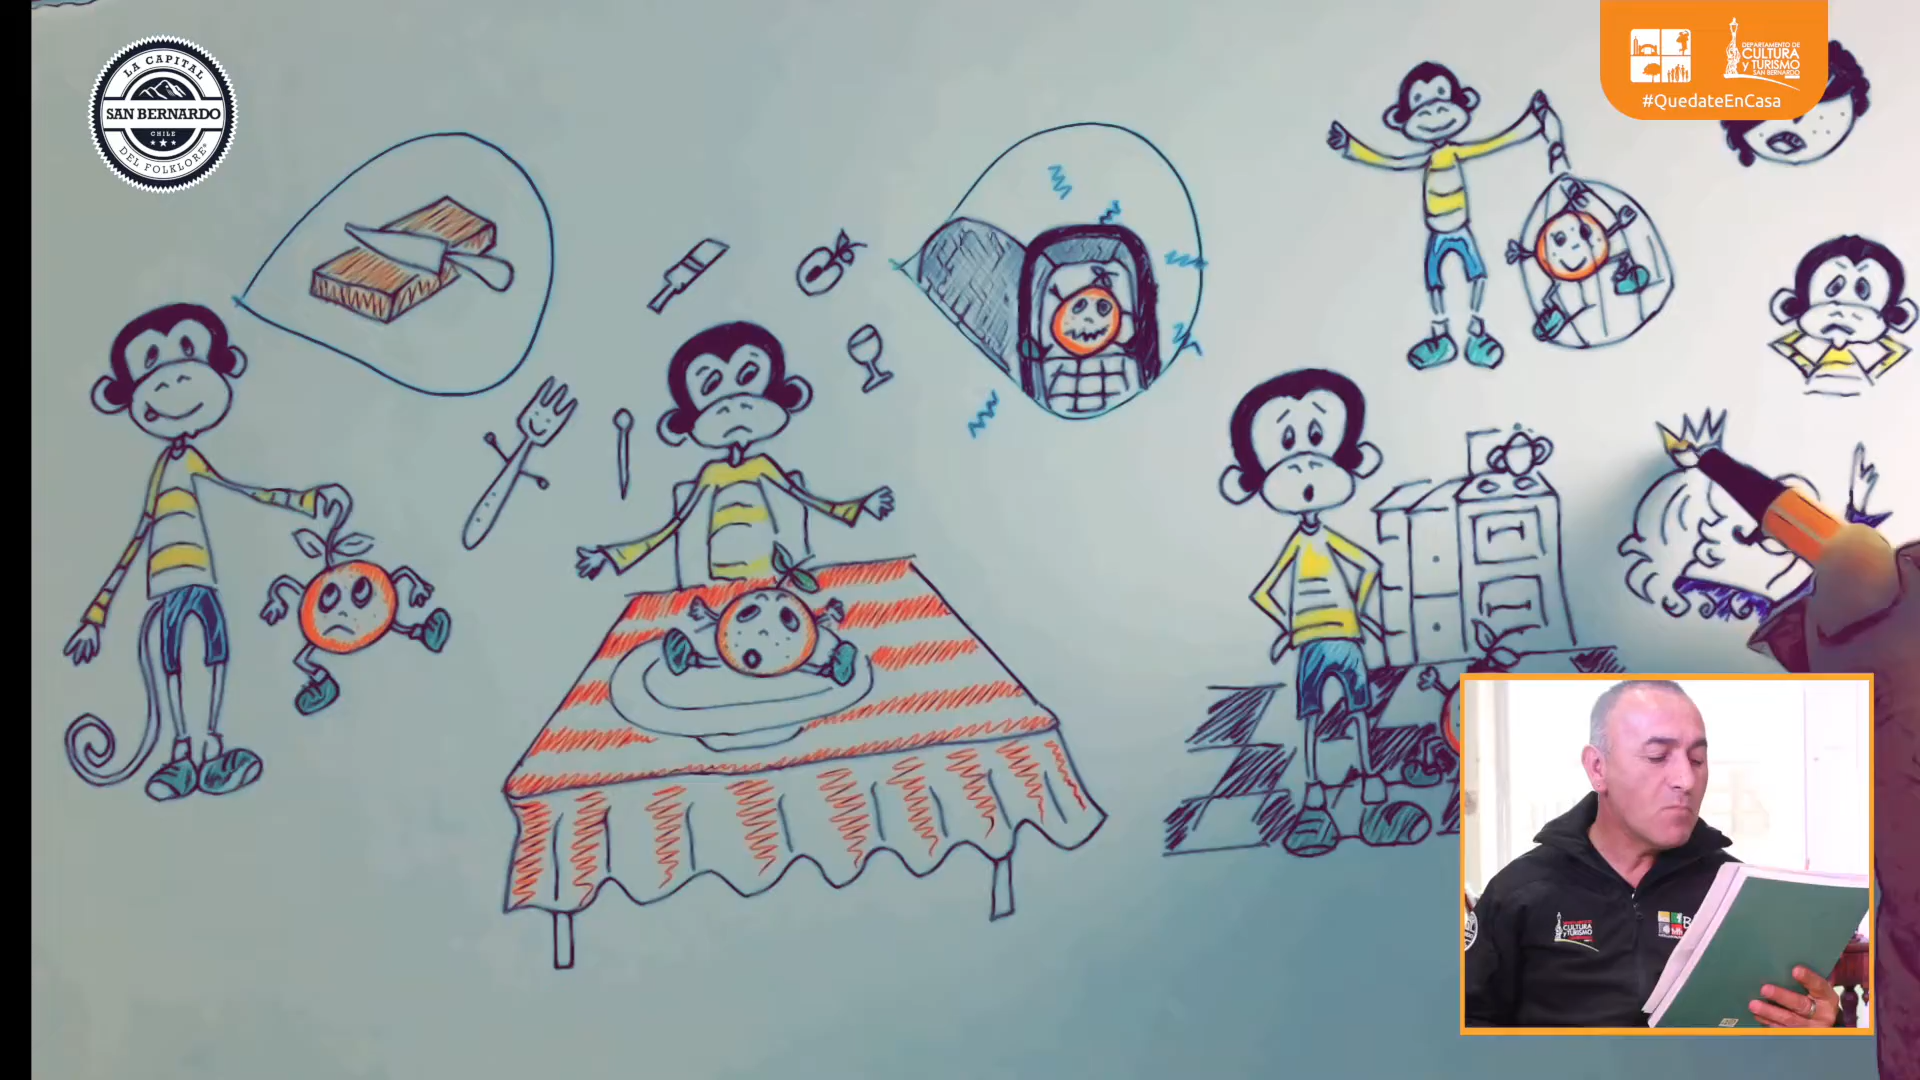 LA CAPITAL
SAN BERNARDO
CHILE
DEL FOLKLORE
DEPARTAMENTO DE
CULTURA
y TURISMO
SAN BERNARDO
#QuedateEnCasa
CULTURA
y TURISMO